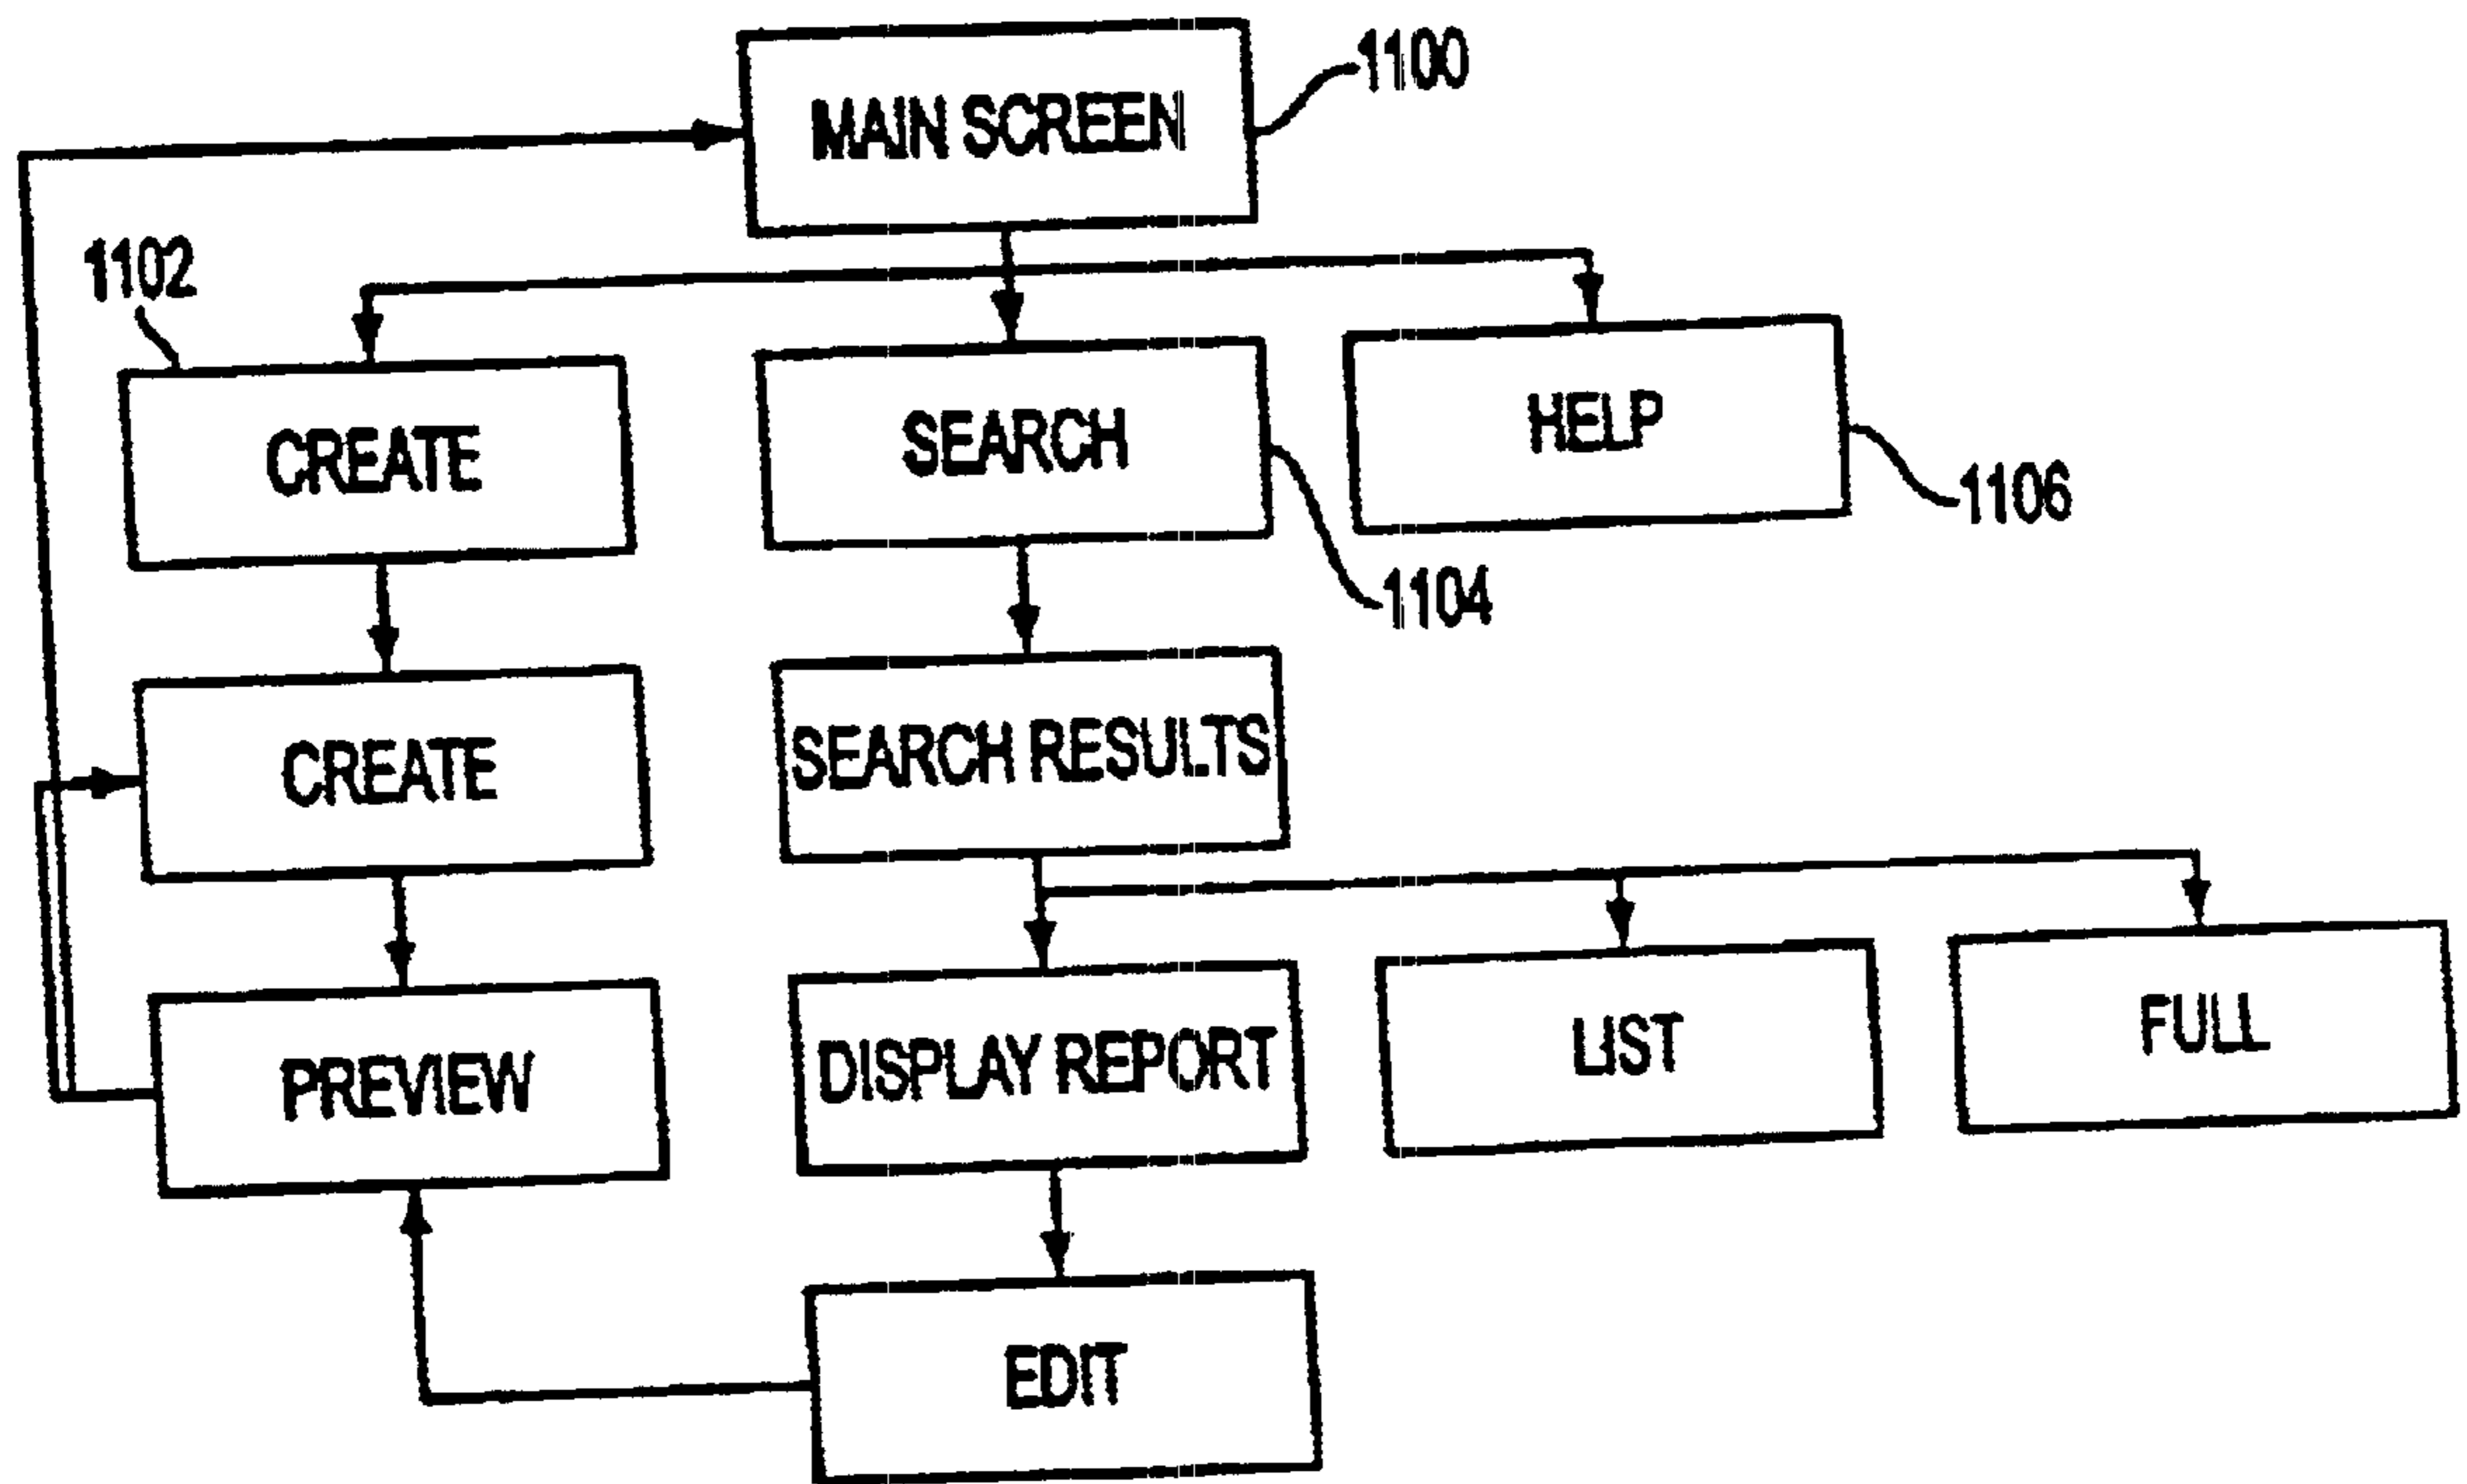 MAIN SCREEN
1100
1102
CREATE
SEARCH
HELP
1106
1104
CREATE
SEARCH RESULTS
PREVIEW
DISPLAY REPORT
LIST
FULL
EDIT